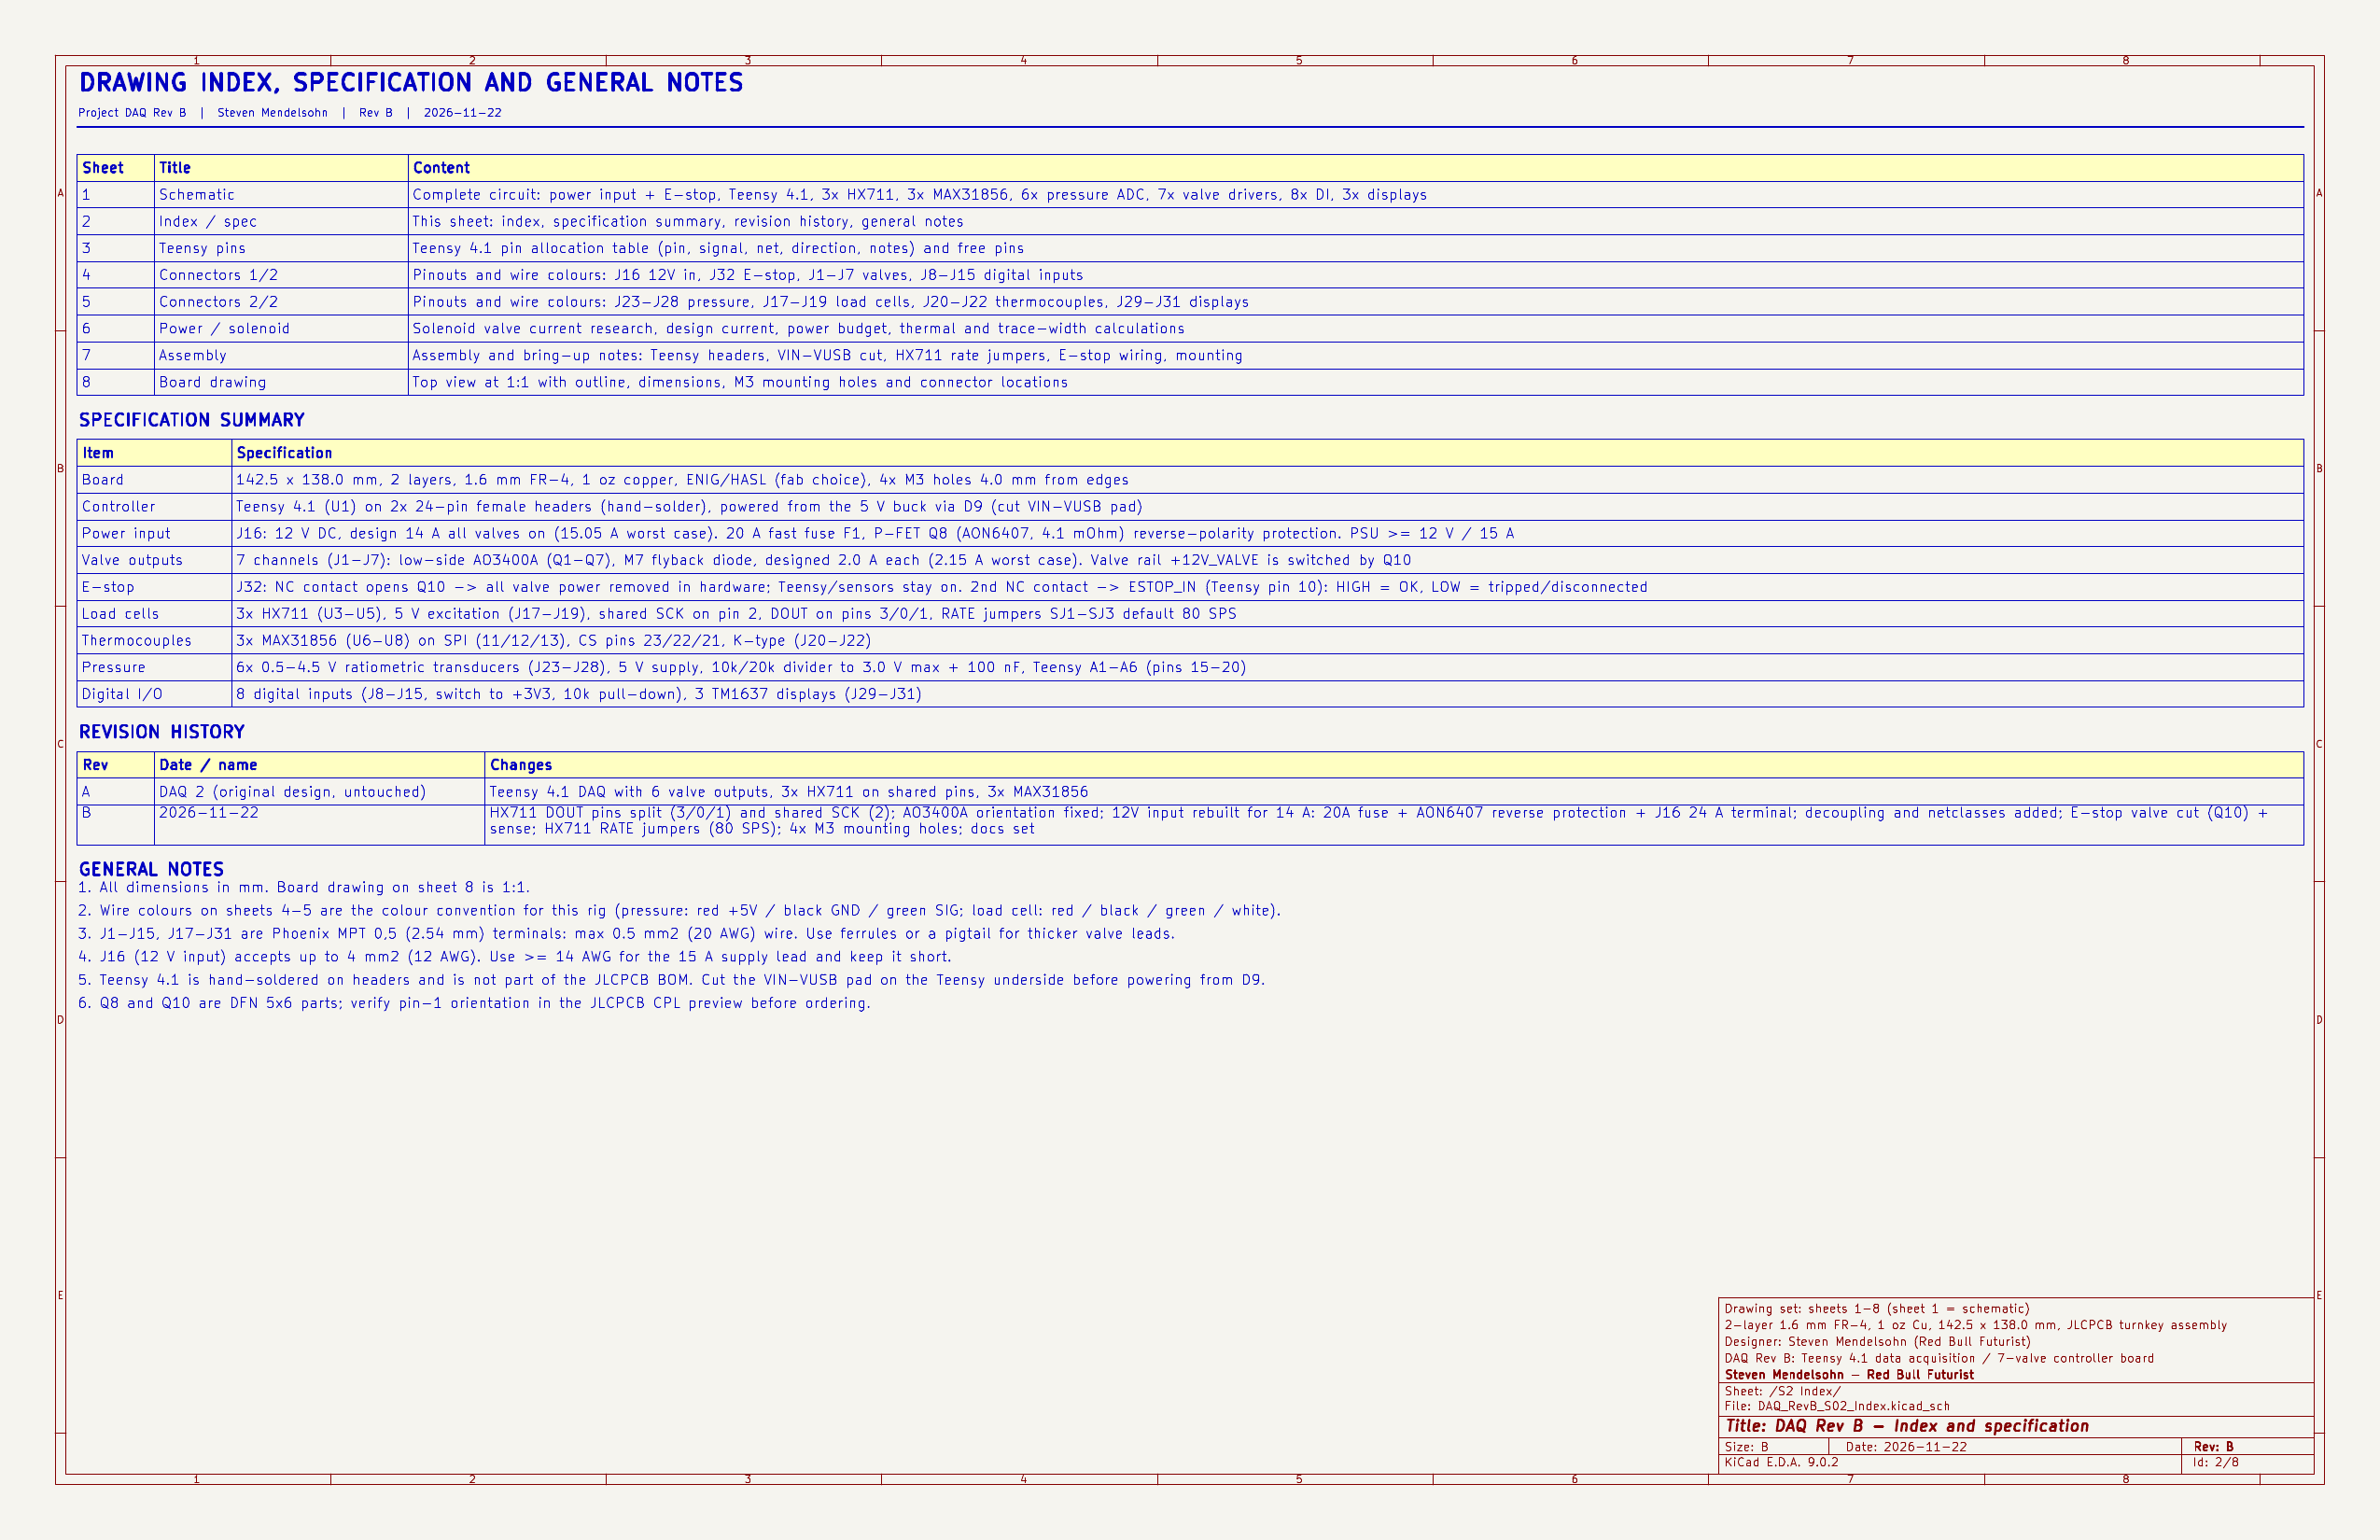 1 2 3 4 5 6 7 8
DRAWING INDEX, SPECIFICATION AND GENERAL NOTES
Project DAQ Rev B | Steven Mendelsohn | Rev B | 2026-11-22
Sheet Title Content
A 1 Schematic Complete circuit: power input + E-stop, Teensy 4.1, 3x HX711, 3x MAX31856, 6x pressure ADC, 7x valve drivers, 8x DI, 3x displays A
2 Index / spec This sheet: index, specification summary, revision history, general notes
3 Teensy pins Teensy 4.1 pin allocation table (pin, signal, net, direction, notes) and free pins
4 Connectors 1/2 Pinouts and wire colours: J16 12V in, J32 E-stop, J1-J7 valves, J8-J15 digital inputs
5 Connectors 2/2 Pinouts and wire colours: J23-J28 pressure, J17-J19 load cells, J20-J22 thermocouples, J29-J31 displays
6 Power / solenoid Solenoid valve current research, design current, power budget, thermal and trace-width calculations
7 Assembly Assembly and bring-up notes: Teensy headers, VIN-VUSB cut, HX711 rate jumpers, E-stop wiring, mounting
8 Board drawing Top view at 1:1 with outline, dimensions, M3 mounting holes and connector locations
SPECIFICATION SUMMARY
Item Specification
B B
Board 142.5 x 138.0 mm, 2 layers, 1.6 mm FR-4, 1 oz copper, ENIG/HASL (fab choice), 4x M3 holes 4.0 mm from edges
Controller Teensy 4.1 (U1) on 2x 24-pin female headers (hand-solder), powered from the 5 V buck via D9 (cut VIN-VUSB pad)
Power input J16: 12 V DC, design 14 A all valves on (15.05 A worst case). 20 A fast fuse F1, P-FET Q8 (AON6407, 4.1 mOhm) reverse-polarity protection. PSU >= 12 V / 15 A
Valve outputs 7 channels (J1-J7): low-side AO3400A (Q1-Q7), M7 flyback diode, designed 2.0 A each (2.15 A worst case). Valve rail +12V_VALVE is switched by Q10
E-stop J32: NC contact opens Q10 -> all valve power removed in hardware; Teensy/sensors stay on. 2nd NC contact -> ESTOP_IN (Teensy pin 10): HIGH = OK, LOW = tripped/disconnected
Load cells 3x HX711 (U3-U5), 5 V excitation (J17-J19), shared SCK on pin 2, DOUT on pins 3/0/1, RATE jumpers SJ1-SJ3 default 80 SPS
Thermocouples 3x MAX31856 (U6-U8) on SPI (11/12/13), CS pins 23/22/21, K-type (J20-J22)
Pressure 6x 0.5-4.5 V ratiometric transducers (J23-J28), 5 V supply, 10k/20k divider to 3.0 V max + 100 nF, Teensy A1-A6 (pins 15-20)
Digital I/O 8 digital inputs (J8-J15, switch to +3V3, 10k pull-down), 3 TM1637 displays (J29-J31)
REVISION HISTORY
C C
Rev Date / name Changes
A DAQ 2 (original design, untouched) Teensy 4.1 DAQ with 6 valve outputs, 3x HX711 on shared pins, 3x MAX31856
B 2026-11-22 HX711 DOUT pins split (3/0/1) and shared SCK (2); AO3400A orientation fixed; 12V input rebuilt for 14 A: 20A fuse + AON6407 reverse protection + J16 24 A terminal; decoupling and netclasses added; E-stop valve cut (Q10) +
sense; HX711 RATE jumpers (80 SPS); 4x M3 mounting holes; docs set
GENERAL NOTES
1. All dimensions in mm. Board drawing on sheet 8 is 1:1.
2. Wire colours on sheets 4-5 are the colour convention for this rig (pressure: red +5V / black GND / green SIG; load cell: red / black / green / white).
3. J1-J15, J17-J31 are Phoenix MPT 0,5 (2.54 mm) terminals: max 0.5 mm2 (20 AWG) wire. Use ferrules or a pigtail for thicker valve leads.
4. J16 (12 V input) accepts up to 4 mm2 (12 AWG). Use >= 14 AWG for the 15 A supply lead and keep it short.
5. Teensy 4.1 is hand-soldered on headers and is not part of the JLCPCB BOM. Cut the VIN-VUSB pad on the Teensy underside before powering from D9.
6. Q8 and Q10 are DFN 5x6 parts; verify pin-1 orientation in the JLCPCB CPL preview before ordering.
D D
E E
Drawing set: sheets 1-8 (sheet 1 = schematic)
2-layer 1.6 mm FR-4, 1 oz Cu, 142.5 x 138.0 mm, JLCPCB turnkey assembly
Designer: Steven Mendelsohn (Red Bull Futurist)
DAQ Rev B: Teensy 4.1 data acquisition / 7-valve controller board
Steven Mendelsohn - Red Bull Futurist
Sheet: /S2 Index/
File: DAQ_RevB_S02_Index.kicad_sch
Title: DAQ Rev B - Index and specification
Size: B Date: 2026-11-22 Rev: B
KiCad E.D.A. 9.0.2 Id: 2/8
1 2 3 4 5 6 7 8